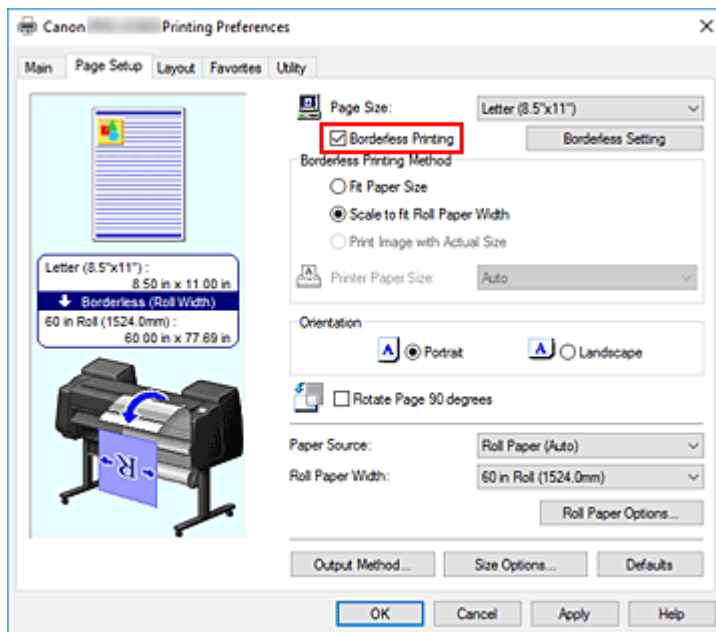 Canon Printing Preferences
Main Page Setup Layout Favorites Utility
Page Size: Letter (8.5"x11")
Borderless Printing Borderless Setting
Borderless Printing Method
Fit Paper Size
Scale to fit Roll Paper Width
Print Image with Actual Size
Printer Paper Size: Auto
Letter (8.5"x11") :
8.50 in x 11.00 in
Borderless (Roll Width)
60 in Roll (1524.0mm) :
60.00 in x 77.69 in
Orientation
A Portrait A Landscape
Rotate Page 90 degrees
R
Paper Source: Roll Paper (Auto)
Roll Paper Width: 60 in Roll (1524.0mm)
Roll Paper Options...
Output Method... Size Options... Defaults
OK Cancel Apply Help